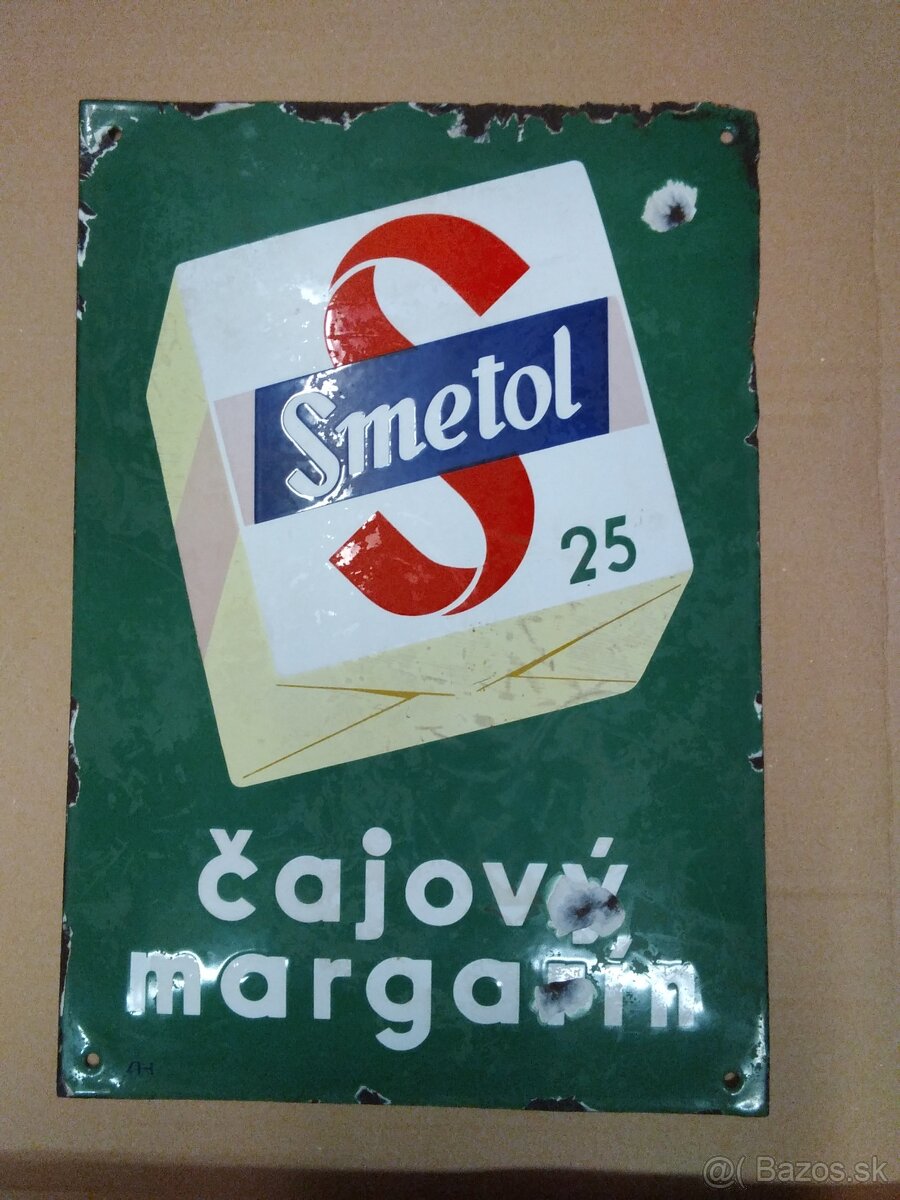 S
Smetol
25
čajový
margarín
@( Bazos.sk